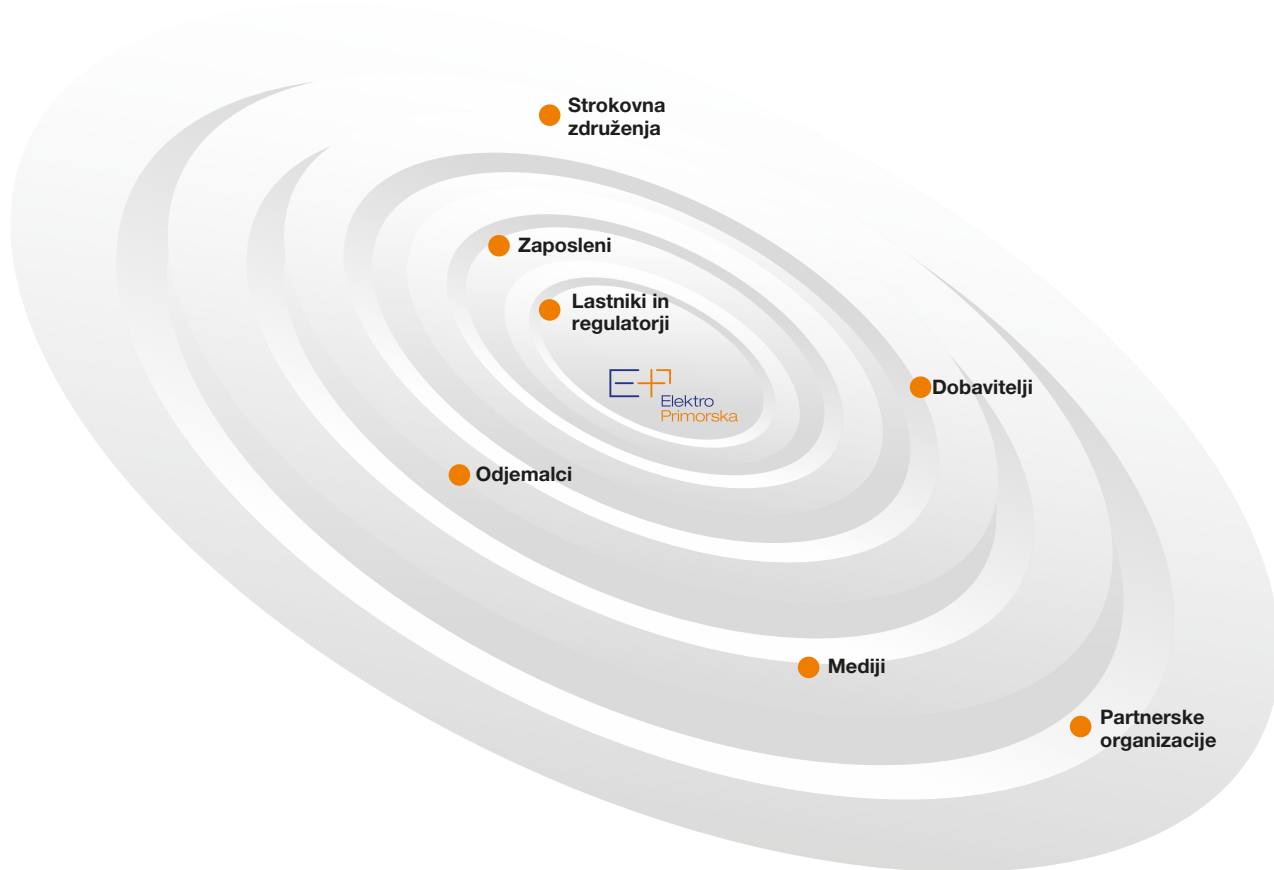 Strokovna
združenja
Zaposleni
Lastniki in
regulatorji
Elektro
Primorska
Dobavitelji
Odjemalci
Mediji
Partnerske
organizacije